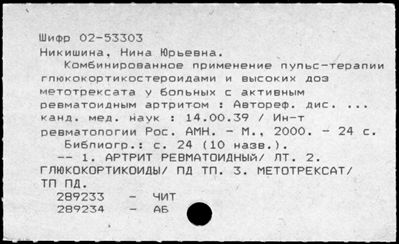 Шифр 02-53303
Никишина, Нина Юрьевна.
Комбинированное применение пульс-терапии
глюкокортикостероидами и высоких доз
метотрексата у больных с активным
ревматоидным артритом : Автореф. дис. ...
канд. мед. наук : 14.00.39 / Ин-т
ревматологии Рос. АМН. - М., 2000. - 24 с.
Библиогр.: с. 24 (10 назв.).
-- 1. АРТРИТ РЕВМАТОИДНЫЙ/ ЛТ. 2.
ГЛЮКОКОРТИКОИДЫ/ ПД ТП. 3. МЕТОТРЕКСАТ/
ТП ПД.
289233 - ЧИТ
289234 - АБ